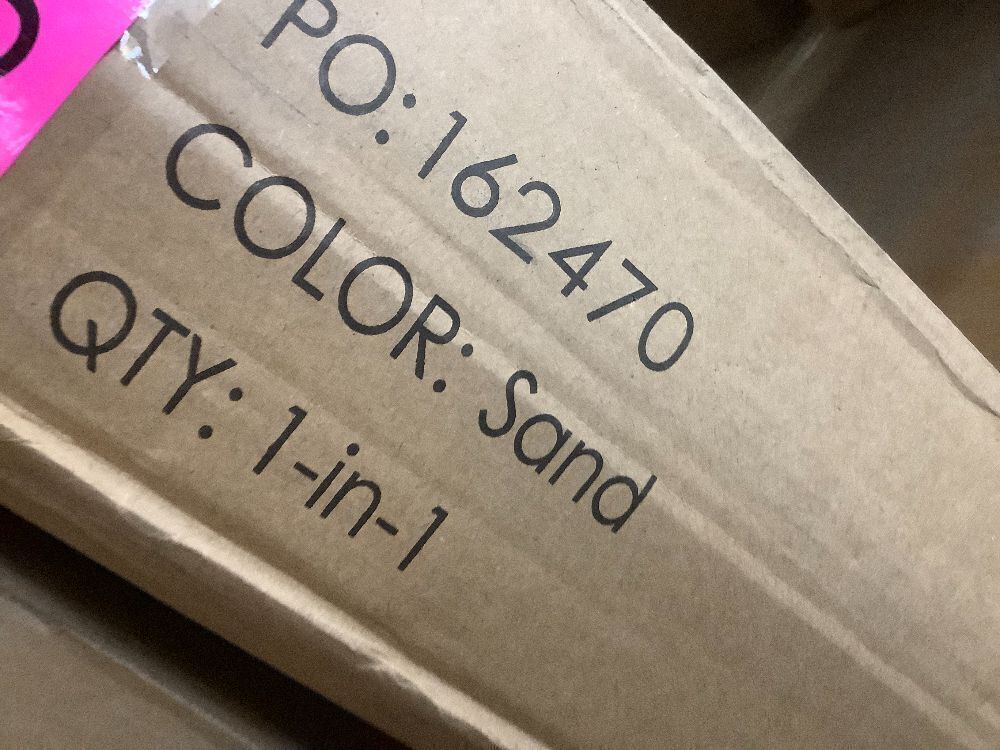 PO: 162470
COLOR: Sand
QTY: 1-in-1